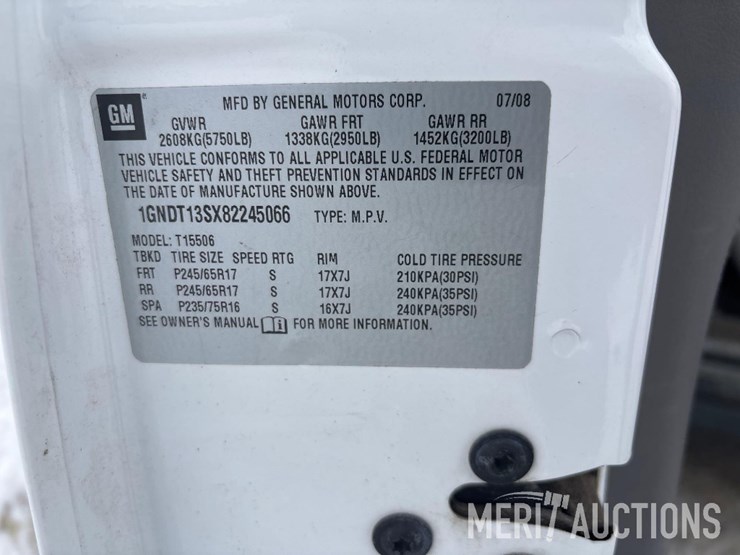 GM
MFD BY GENERAL MOTORS CORP. 07/08
GVWR GAWR FRT GAWR RR
2608KG(5750LB) 1338KG(2950LB) 1452KG(3200LB)
THIS VEHICLE CONFORMS TO ALL APPLICABLE U.S. FEDERAL MOTOR
VEHICLE SAFETY AND THEFT PREVENTION STANDARDS IN EFFECT ON
THE DATE OF MANUFACTURE SHOWN ABOVE.
1GNDT13SX82245066 TYPE: M.P.V.
MODEL: T15506
TBKD TIRE SIZE SPEED RTG RIM COLD TIRE PRESSURE
FRT P245/65R17 S 17X7J 210KPA(30PSI)
RR P245/65R17 S 17X7J 240KPA(35PSI)
SPA P235/75R16 S 16X7J 240KPA(35PSI)
SEE OWNER'S MANUAL FOR MORE INFORMATION.
MERIT AUCTIONS